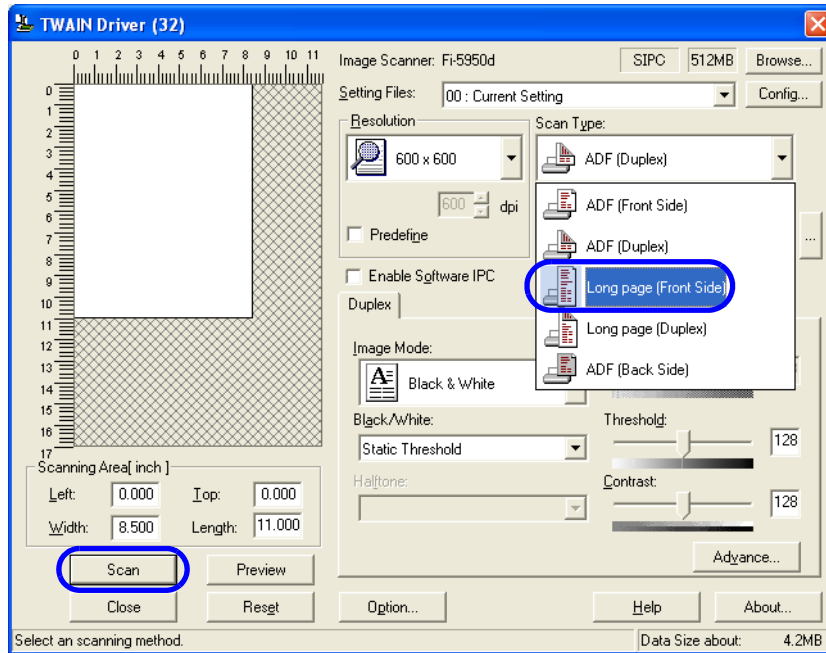 TWAIN Driver (32)
0 1 2 3 4 5 6 7 8 9 10 11
Image Scanner: Fi-5950d SIPC 512MB Browse...
Setting Files: 00 : Current Setting Config...
Resolution
Scan Type:
600 x 600
ADF (Duplex)
600 dpi
Predefine
...
ADF (Front Side)
ADF (Duplex)
Long page (Front Side)
Long page (Duplex)
ADF (Back Side)
Enable Software IPC
Duplex
Image Mode:
Black & White
Black/White:
Static Threshold
Halftone:
Threshold:
128
Contrast:
128
Advance...
0
1
2
3
4
5
6
7
8
9
10
11
12
13
14
15
16
17
Scanning Area[ inch ]
Left: 0.000 Top: 0.000
Width: 8.500 Length: 11.000
Scan Preview
Close Reset Option... Help About...
Select an scanning method. Data Size about: 4.2MB